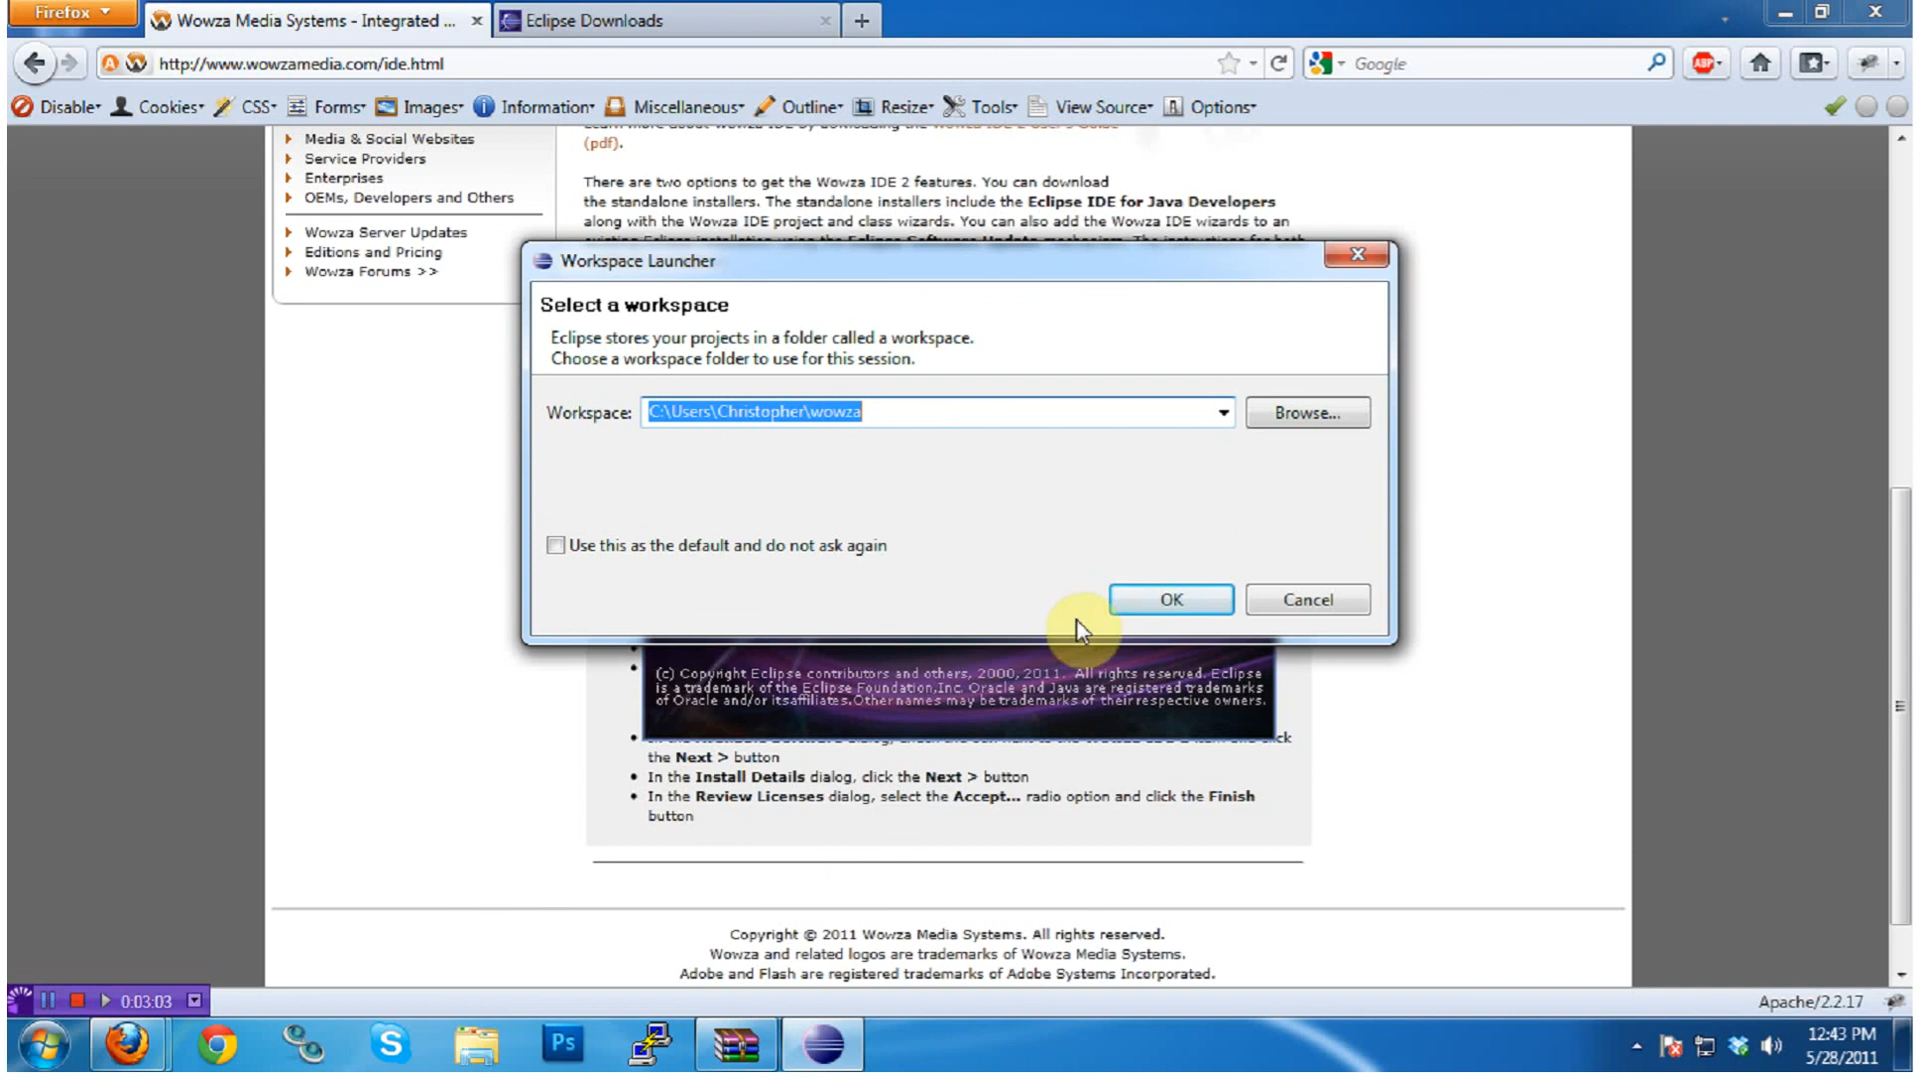 Firefox
Wowza Media Systems - Integrated ...
Eclipse Downloads
http://www.wowzamedia.com/ide.html
Google
ABP
Disable
Cookies
CSS
Forms
Images
Information
Miscellaneous
Outline
Resize
Tools
View Source
Options
Media & Social Websites
Service Providers
Enterprises
OEMs, Developers and Others
Wowza Server Updates
Editions and Pricing
Wowza Forums >>
(pdf).
There are two options to get the Wowza IDE 2 features. You can download
the standalone installers. The standalone installers include the Eclipse IDE for Java Developers
along with the Wowza IDE project and class wizards. You can also add the Wowza IDE wizards to an
Workspace Launcher
Select a workspace
Eclipse stores your projects in a folder called a workspace.
Choose a workspace folder to use for this session.
Workspace:
C:\Users\Christopher\wowza
Browse...
Use this as the default and do not ask again
OK
Cancel
(c) Copyright Eclipse contributors and others, 2000, 2011. All rights reserved. Eclipse
is a trademark of the Eclipse Foundation,Inc. Oracle and Java are registered trademarks
of Oracle and/or itsaffiliates.Other names may be trademarks of their respective owners.
the Next > button
In the Install Details dialog, click the Next > button
In the Review Licenses dialog, select the Accept... radio option and click the Finish
button
Copyright © 2011 Wowza Media Systems. All rights reserved.
Wowza and related logos are trademarks of Wowza Media Systems.
Adobe and Flash are registered trademarks of Adobe Systems Incorporated.
0:03:03
Apache/2.2.17
Ps
12:43 PM
5/28/2011